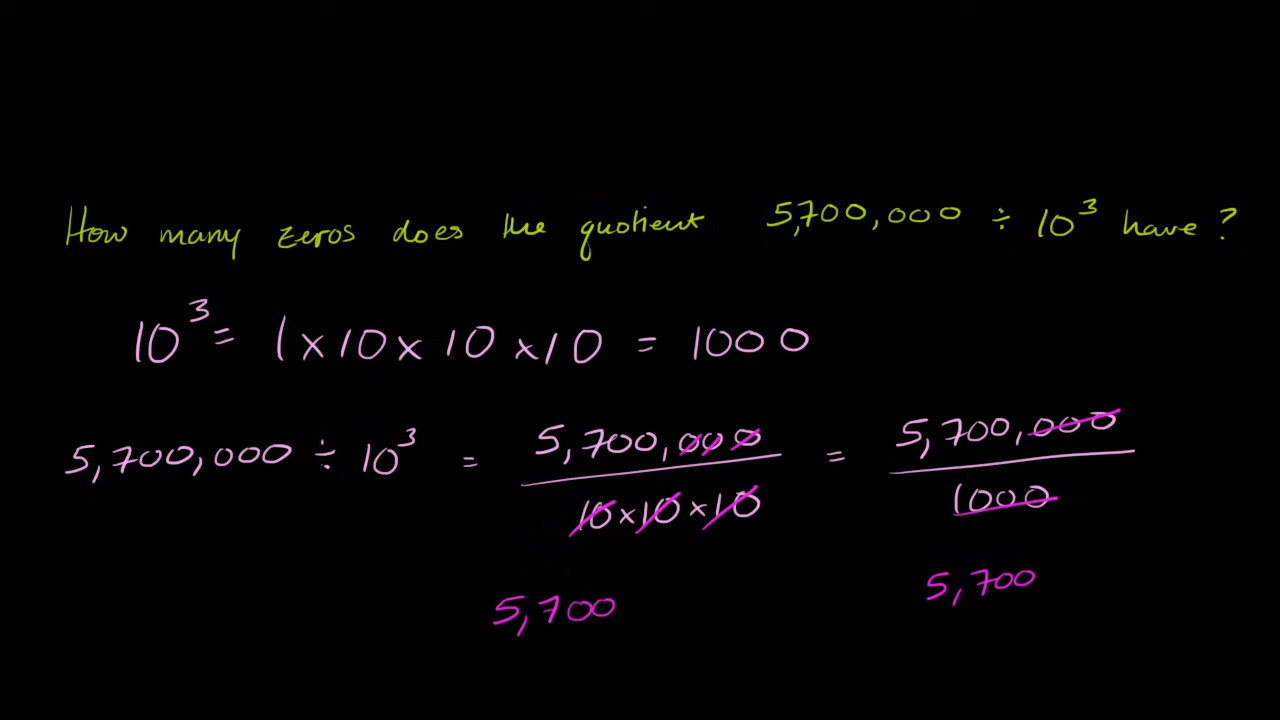 How many zeros does the quotient 5,700,000 ÷ 10³ have?
10³ = 1 × 10 × 10 × 10 = 1000
5,700,000 ÷ 10³ = 5,700,000 / 10 × 10 × 10 = 5,700,000 / 1000
5,700 5,700